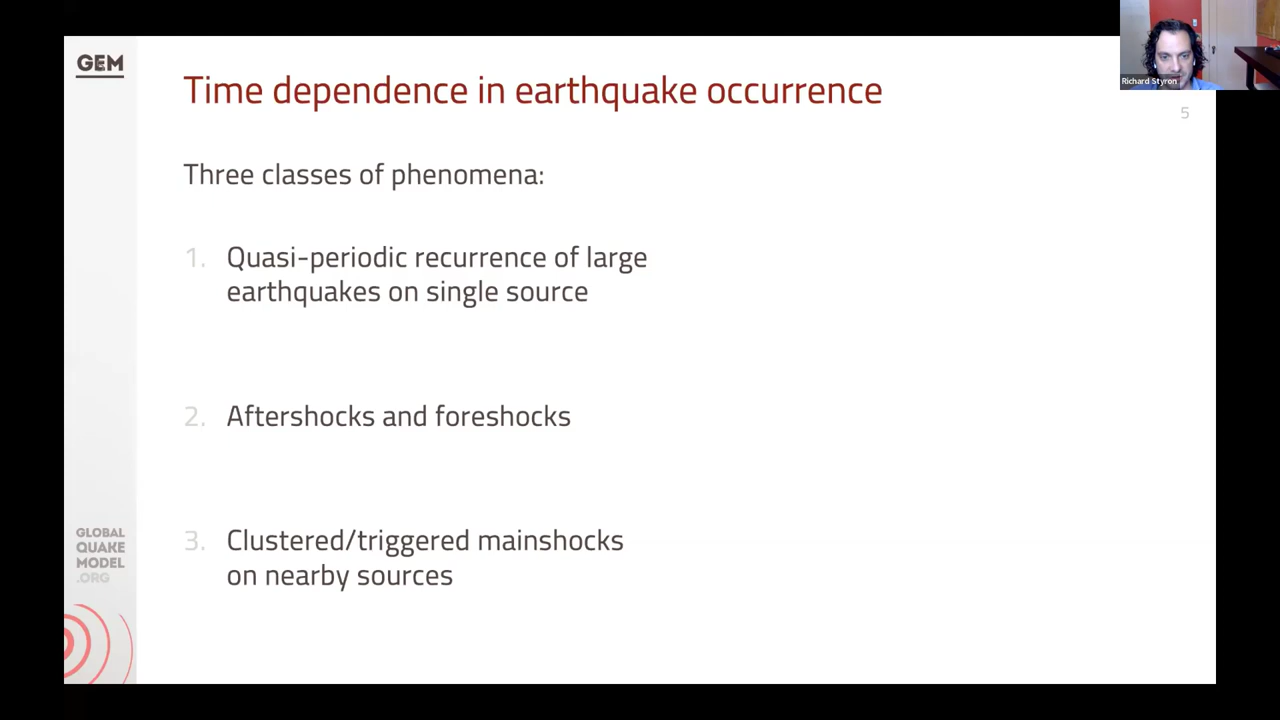 GEM
Time dependence in earthquake occurrence
Richard Styron
5
Three classes of phenomena:
1. Quasi-periodic recurrence of large
earthquakes on single source
2. Aftershocks and foreshocks
3. Clustered/triggered mainshocks
on nearby sources
GLOBAL
QUAKE
MODEL
.ORG